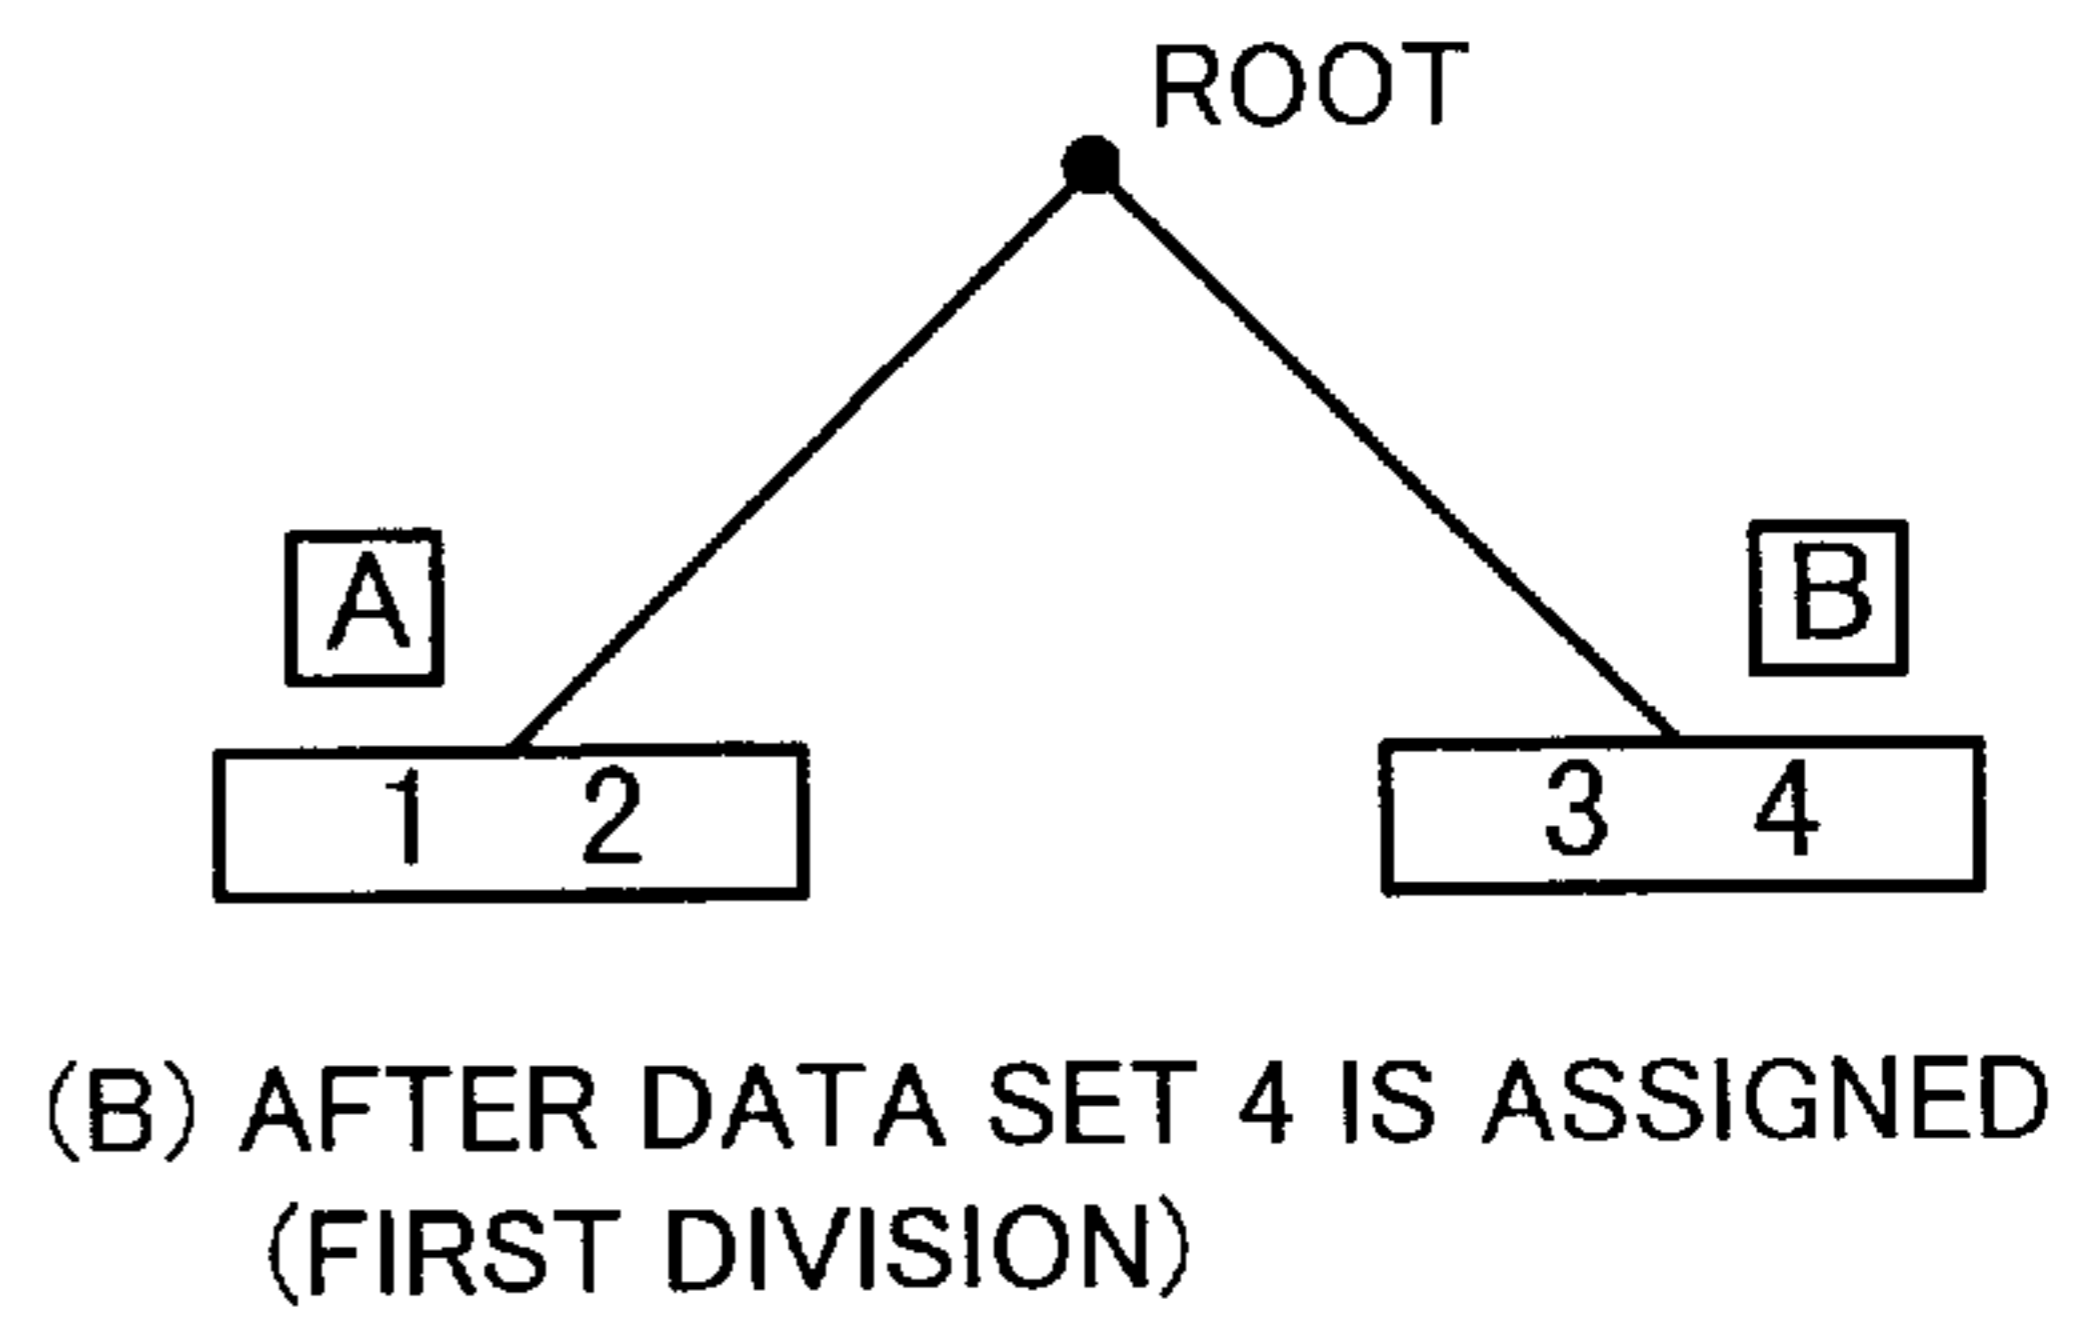 ROOT
A
B
1 2
3 4
(B) AFTER DATA SET 4 IS ASSIGNED
(FIRST DIVISION)